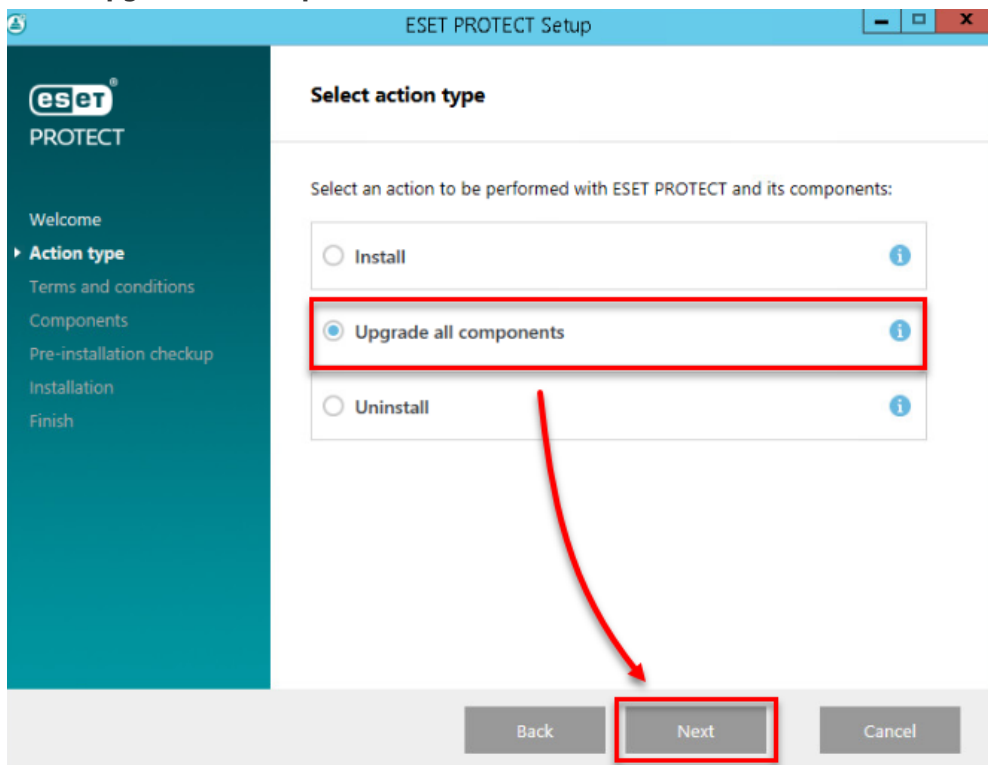 ESET PROTECT Setup
eset®
PROTECT
Select action type
Select an action to be performed with ESET PROTECT and its components:
Welcome
Action type
Terms and conditions
Components
Pre-installation checkup
Installation
Finish
Install
Upgrade all components
Uninstall
Back
Next
Cancel